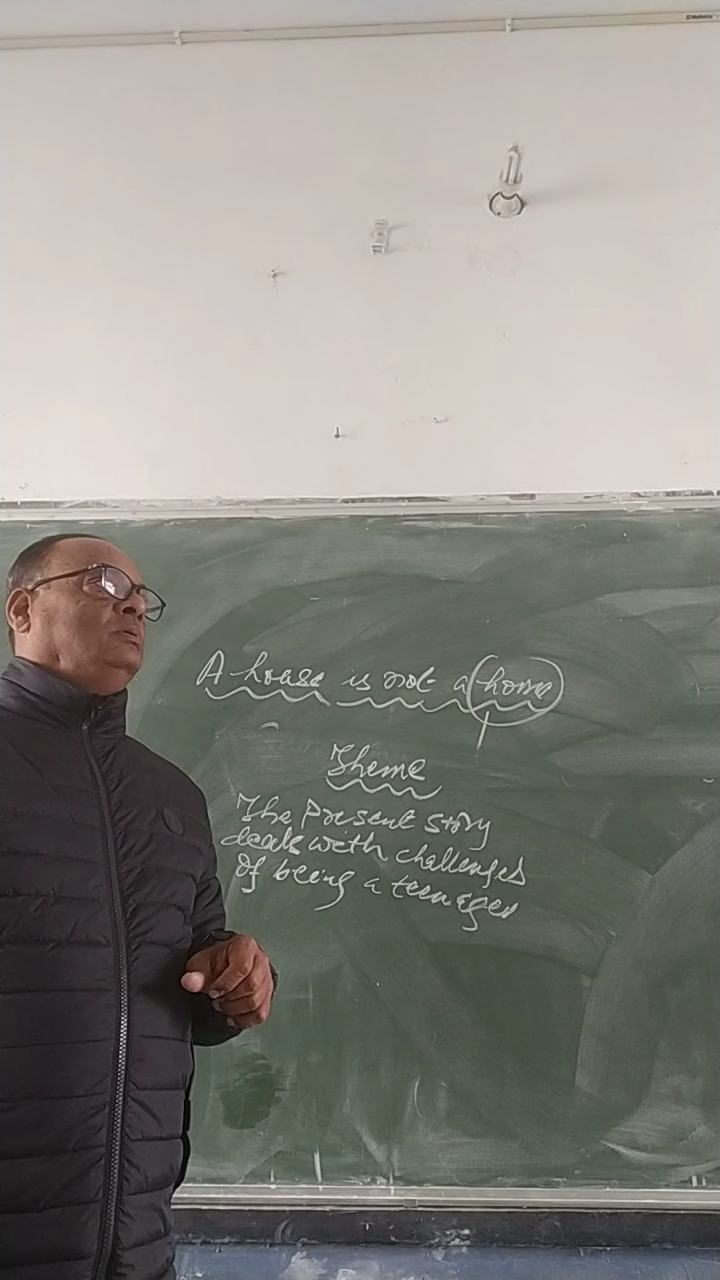 A house is not a home
Theme
The Present story
deals with challenges
Of being a teenager